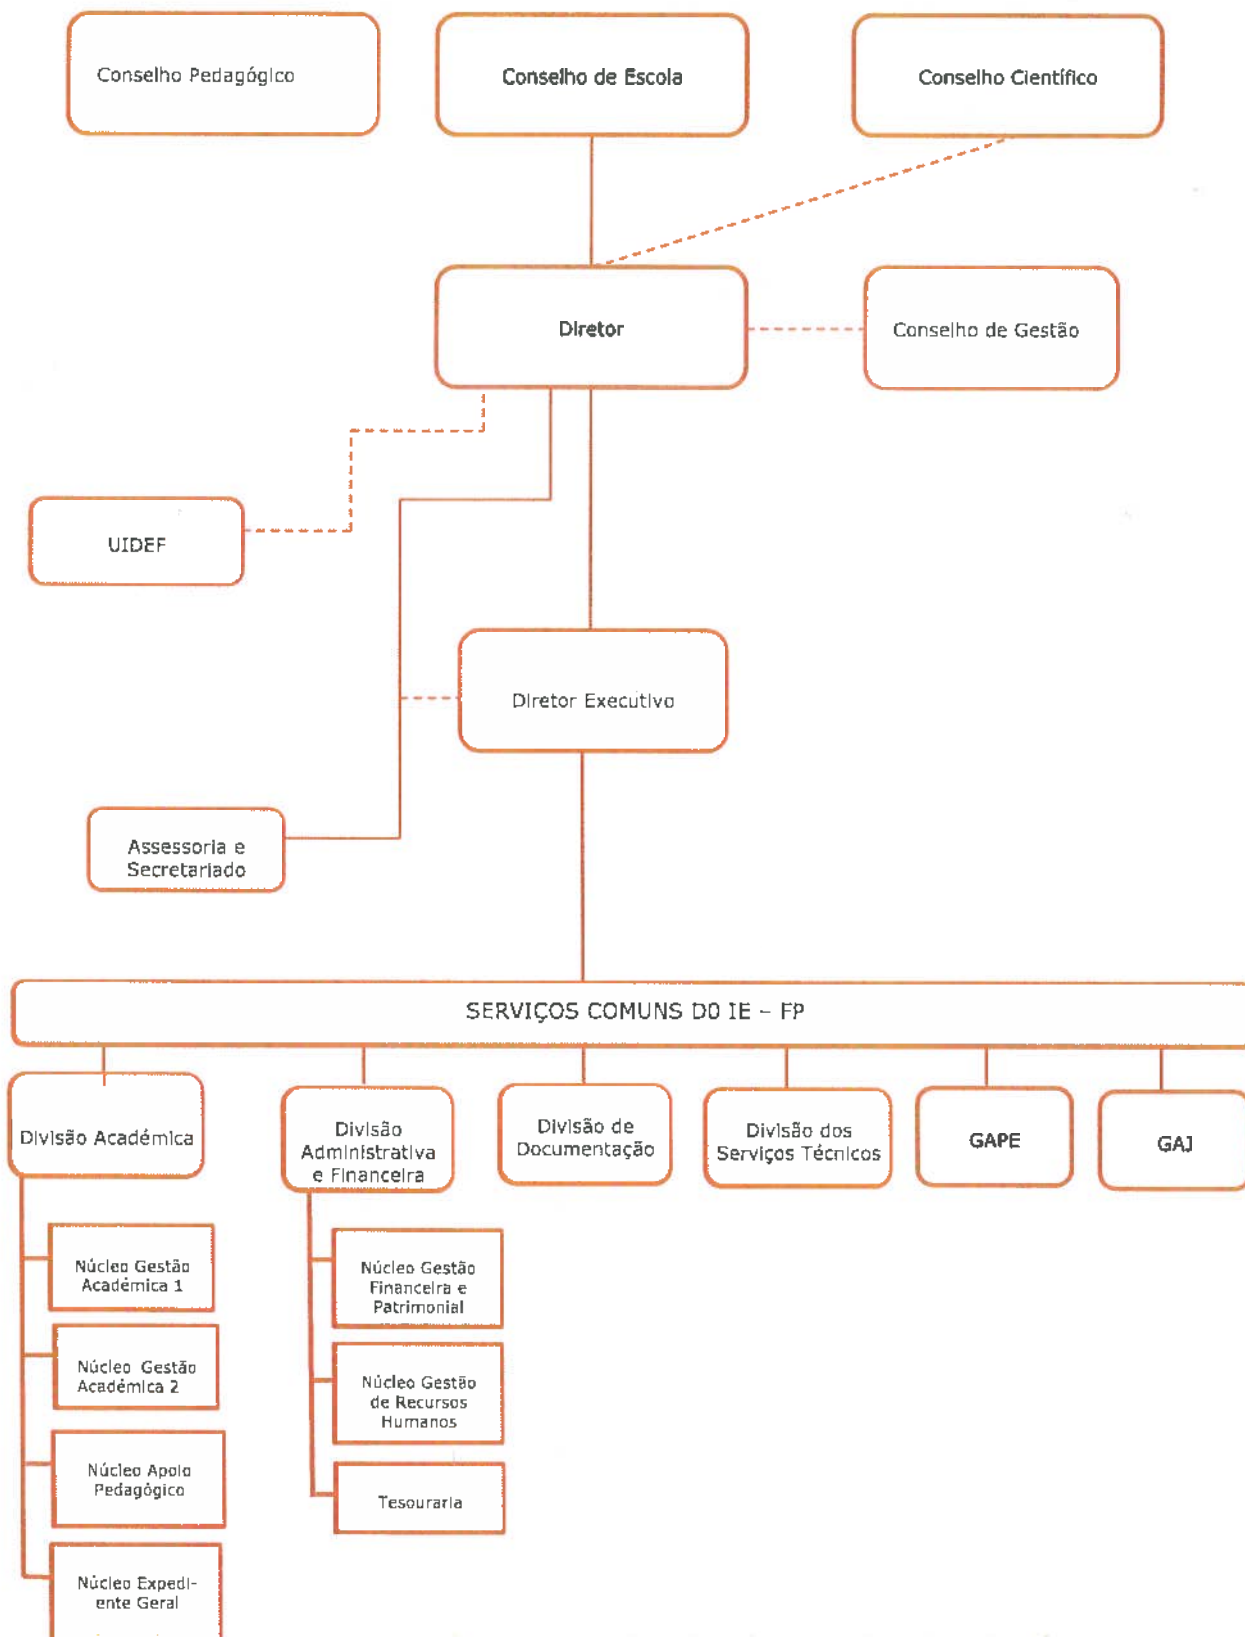 Conselho Pedagógico
Conselho de Escola
Conselho Científico
Diretor
Conselho de Gestão
UIDEF
Diretor Executivo
Assessoria e
Secretariado
SERVIÇOS COMUNS DO IE – FP
Divisão Académica
Divisão
Administrativa
e Financeira
Divisão de
Documentação
Divisão dos
Serviços Técnicos
GAPE
GAJ
Núcleo Gestão
Académica 1
Núcleo Gestão
Académica 2
Núcleo Apoio
Pedagógico
Núcleo Expedi-
ente Geral
Núcleo Gestão
Financeira e
Patrimonial
Núcleo Gestão
de Recursos
Humanos
Tesouraria